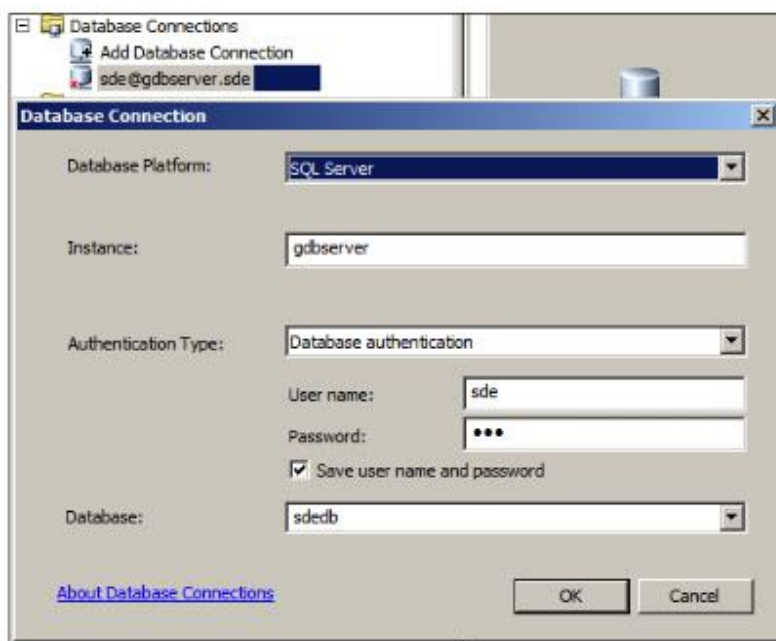 Database Connections
Add Database Connection
sde@gdbserver.sde
Database Connection
Database Platform: SQL Server
Instance: gdbserver
Authentication Type: Database authentication
User name: sde
Password: •••
Save user name and password
Database: sdedb
About Database Connections OK Cancel